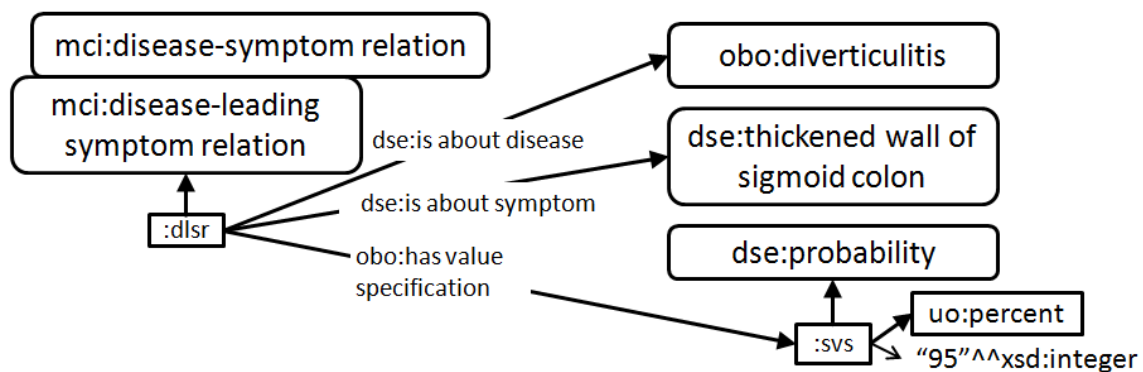 mci:disease-symptom relation
mci:disease-leading
symptom relation
:dlsr
dse:is about disease
dse:is about symptom
obo:has value
specification
obo:diverticulitis
dse:thickened wall of
sigmoid colon
dse:probability
:svs
uo:percent
“95”^^xsd:integer